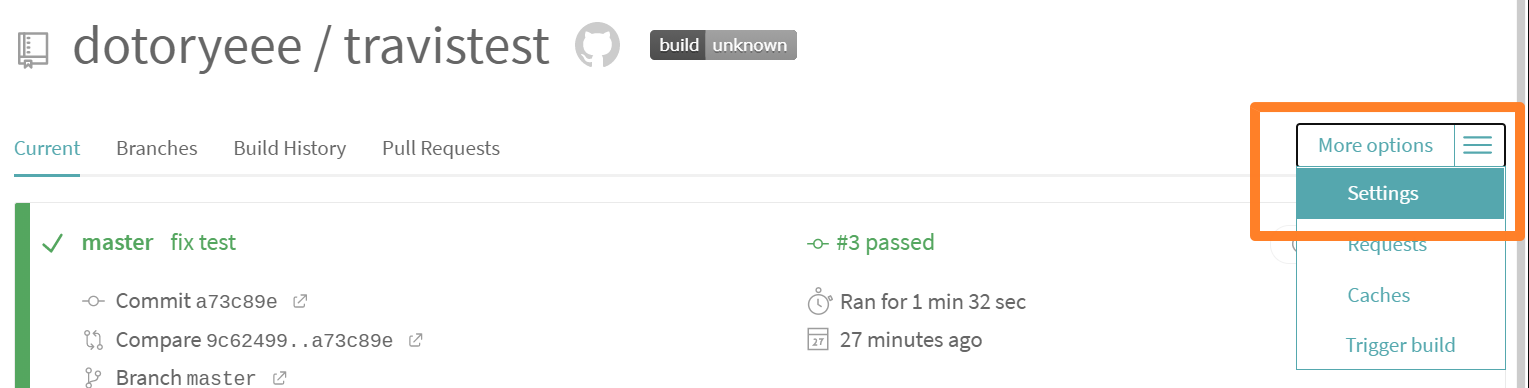 dotoryeee / travistest build unknown
Current Branches Build History Pull Requests More options
Settings
master fix test #3 passed
Requests
Commit a73c89e Ran for 1 min 32 sec
Caches
Compare 9c62499..a73c89e 27 minutes ago
Trigger build
Branch master